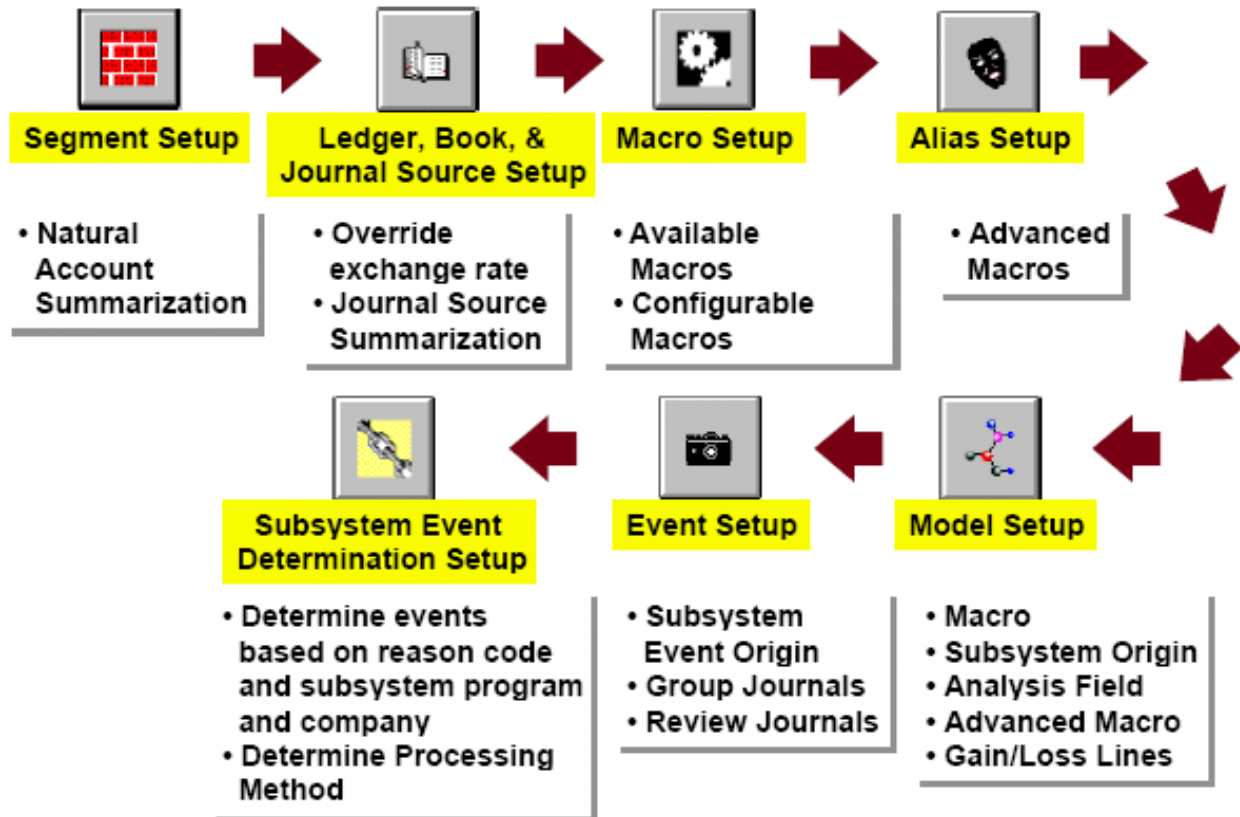 Segment Setup
Ledger, Book, &
Journal Source Setup
Macro Setup
Alias Setup
• Natural
Account
Summarization
• Override
exchange rate
• Journal Source
Summarization
• Available
Macros
• Configurable
Macros
• Advanced
Macros
Subsystem Event
Determination Setup
Event Setup
Model Setup
• Determine events
based on reason code
and subsystem program
and company
• Determine Processing
Method
• Subsystem
Event Origin
• Group Journals
• Review Journals
• Macro
• Subsystem Origin
• Analysis Field
• Advanced Macro
• Gain/Loss Lines